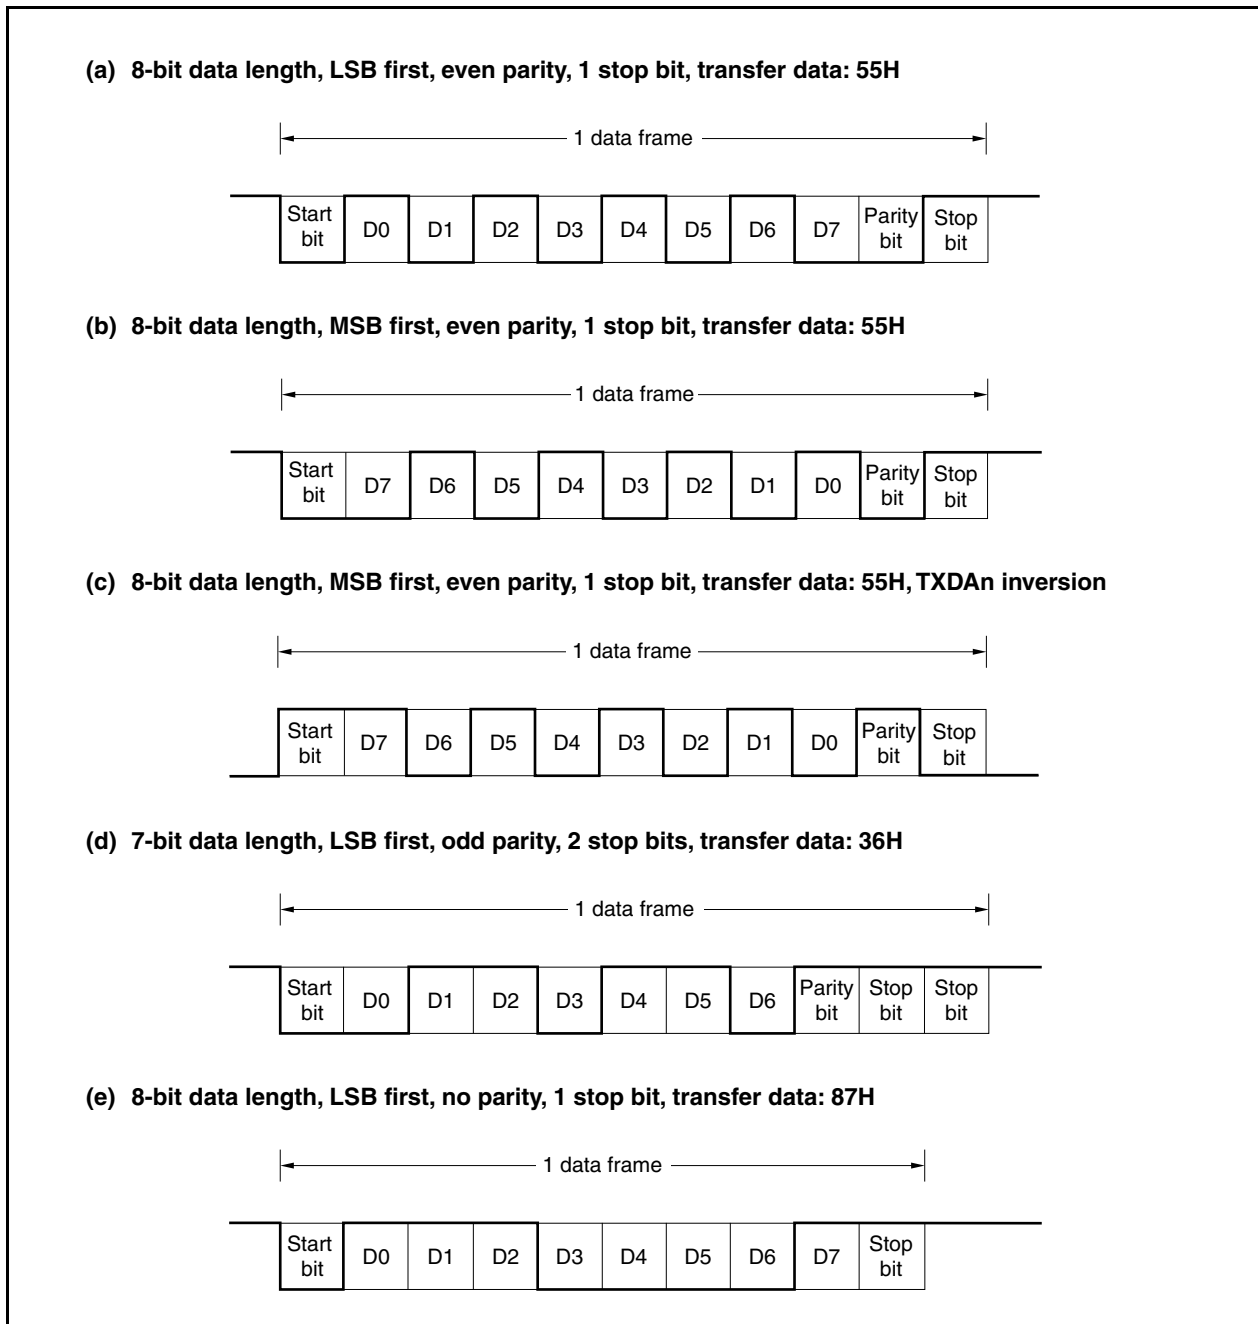 (a) 8-bit data length, LSB first, even parity, 1 stop bit, transfer data: 55H
1 data frame
Start bit D0 D1 D2 D3 D4 D5 D6 D7 Parity bit Stop bit
(b) 8-bit data length, MSB first, even parity, 1 stop bit, transfer data: 55H
1 data frame
Start bit D7 D6 D5 D4 D3 D2 D1 D0 Parity bit Stop bit
(c) 8-bit data length, MSB first, even parity, 1 stop bit, transfer data: 55H, TXDAn inversion
1 data frame
Start bit D7 D6 D5 D4 D3 D2 D1 D0 Parity bit Stop bit
(d) 7-bit data length, LSB first, odd parity, 2 stop bits, transfer data: 36H
1 data frame
Start bit D0 D1 D2 D3 D4 D5 D6 Parity bit Stop bit Stop bit
(e) 8-bit data length, LSB first, no parity, 1 stop bit, transfer data: 87H
1 data frame
Start bit D0 D1 D2 D3 D4 D5 D6 D7 Stop bit